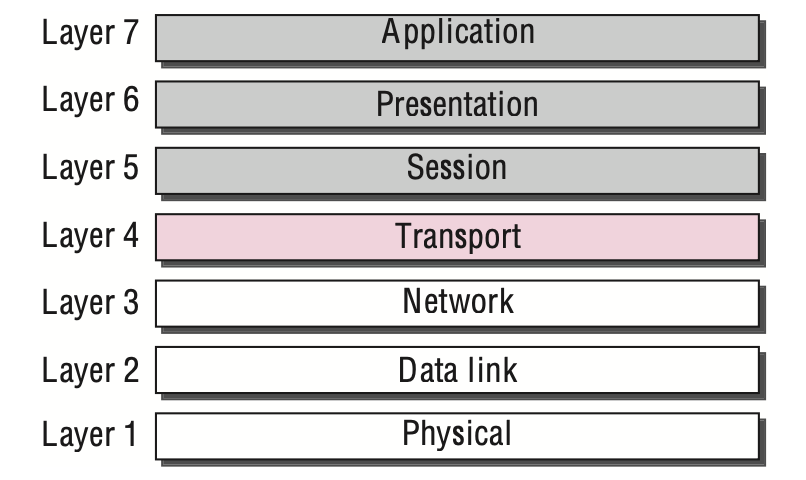 Layer 7 Application
Layer 6 Presentation
Layer 5 Session
Layer 4 Transport
Layer 3 Network
Layer 2 Data link
Layer 1 Physical